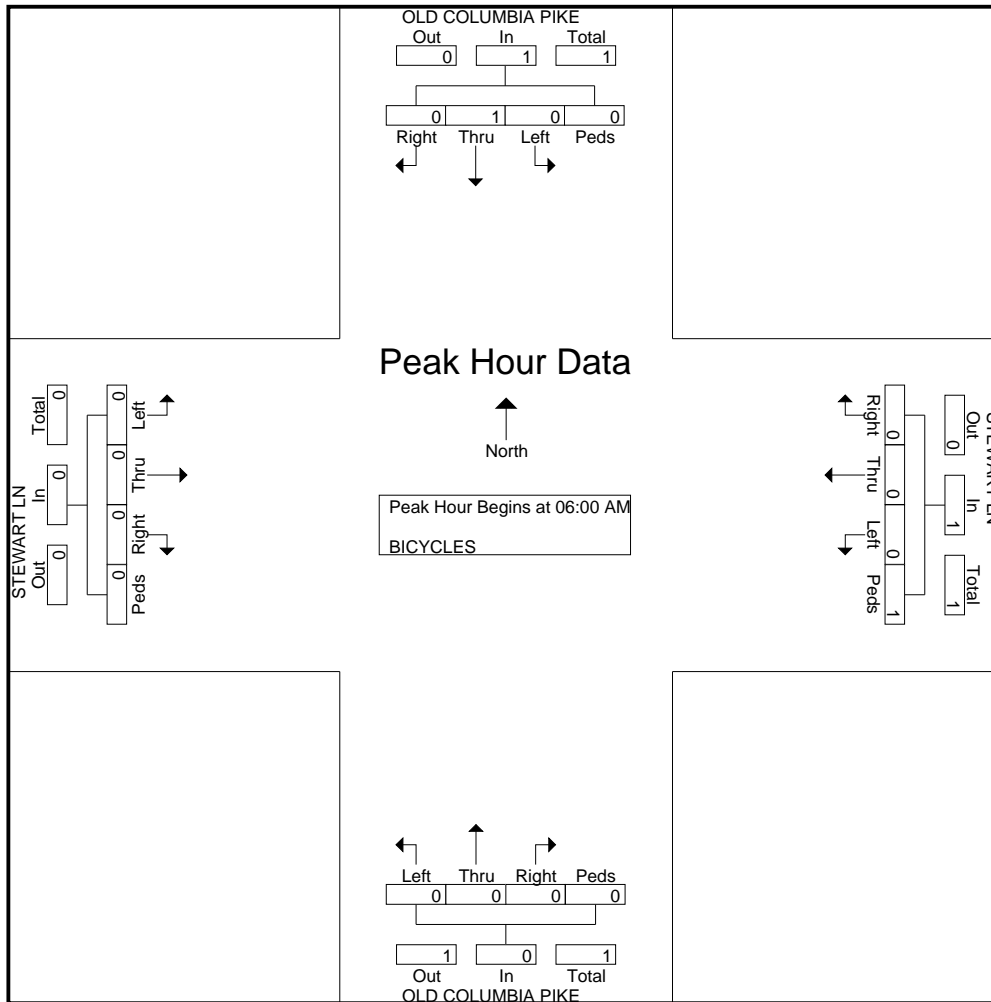 OLD COLUMBIA PIKE
Out In Total
0 1 1
0 1 0 0
Right Thru Left Peds
Peak Hour Data
North
Peak Hour Begins at 06:00 AM
BICYCLES
STEWART LN
Total In Out
0 0 0
0 0 0 0
Left Thru Right Peds
Right Thru Left Peds
0 0 0 1
0 1 1
Out In Total
STEWART LN
Left Thru Right Peds
0 0 0 0
1 0 1
Out In Total
OLD COLUMBIA PIKE